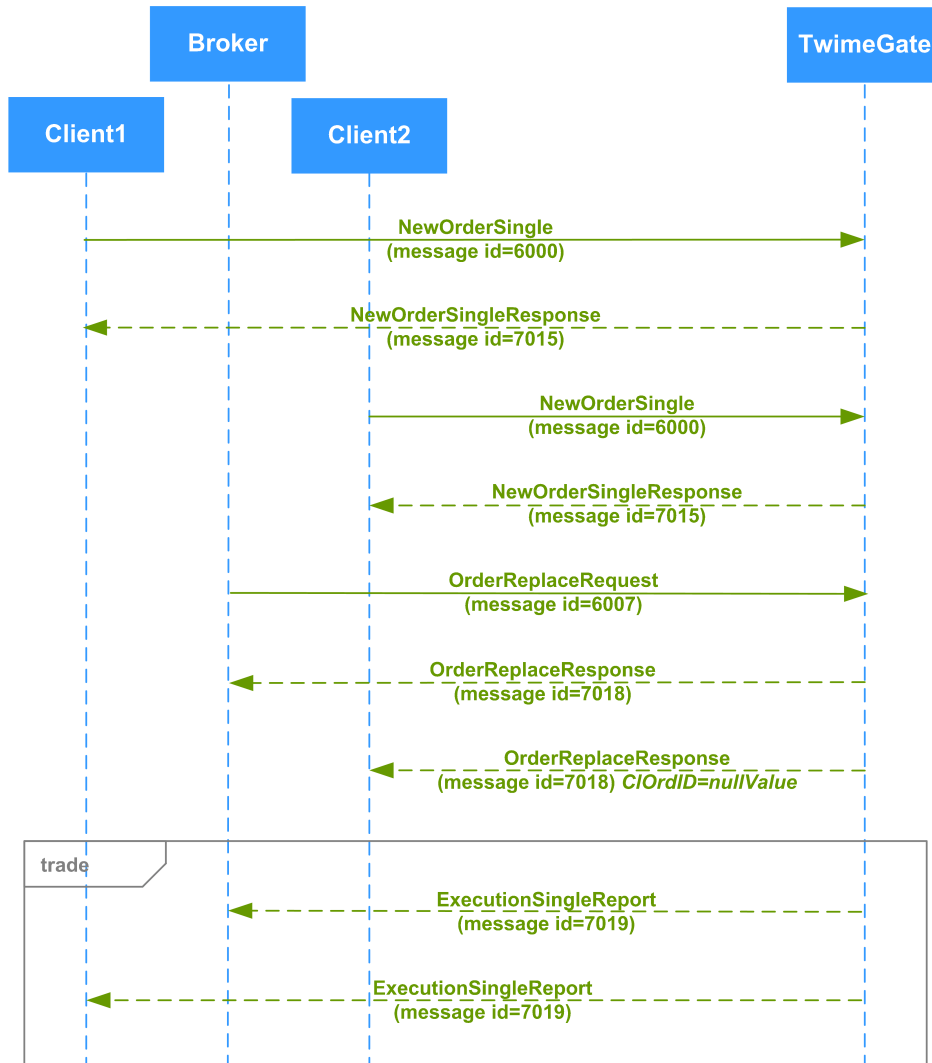 Broker
TwimeGate
Client1
Client2
NewOrderSingle
(message id=6000)
NewOrderSingleResponse
(message id=7015)
NewOrderSingle
(message id=6000)
NewOrderSingleResponse
(message id=7015)
OrderReplaceRequest
(message id=6007)
OrderReplaceResponse
(message id=7018)
OrderReplaceResponse
(message id=7018) ClOrdID=nullValue
trade
ExecutionSingleReport
(message id=7019)
ExecutionSingleReport
(message id=7019)